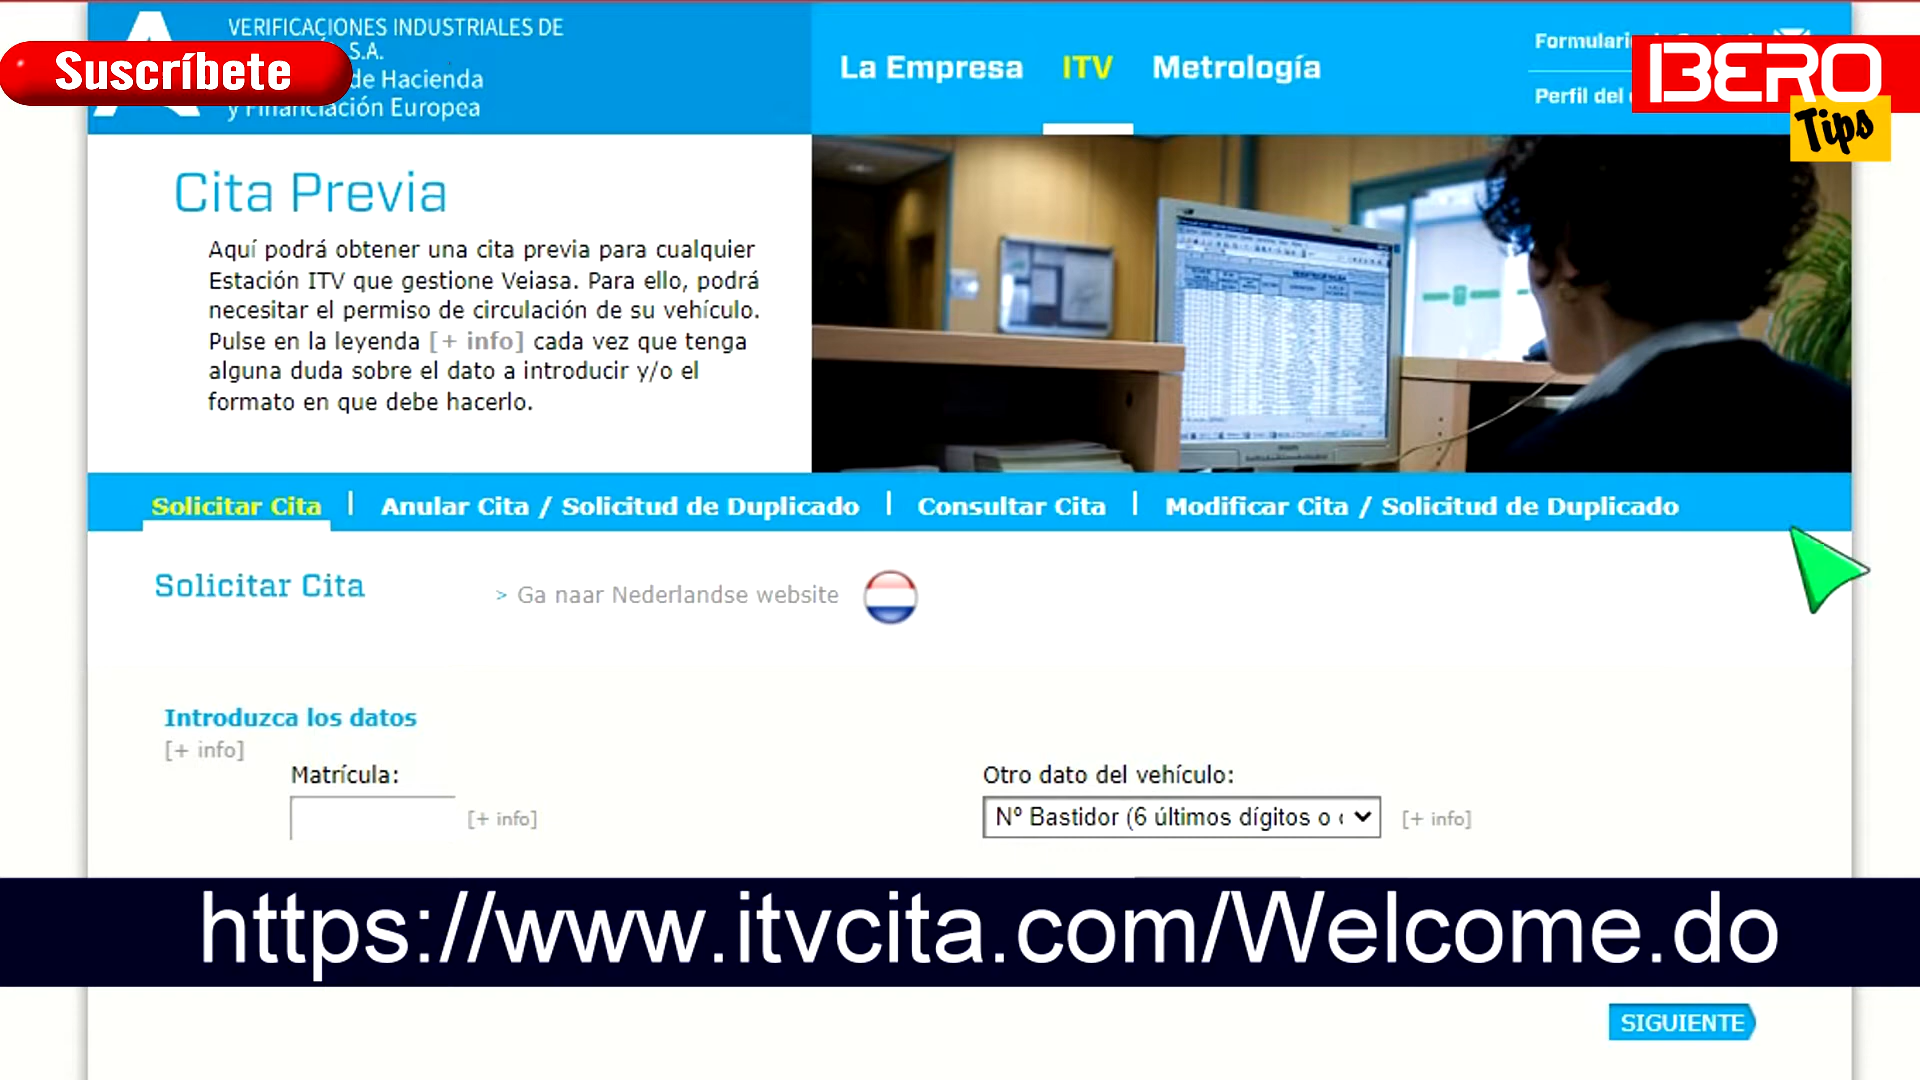 VERIFICACIONES INDUSTRIALES DE
S.A.
de Hacienda
y Financiación Europea
Suscríbete
La Empresa
ITV
Metrología
Perfil del
IBERO
Tips
Cita Previa
Aquí podrá obtener una cita previa para cualquier
Estación ITV que gestione Veiasa. Para ello, podrá
necesitar el permiso de circulación de su vehículo.
Pulse en la leyenda [+ info] cada vez que tenga
alguna duda sobre el dato a introducir y/o el
formato en que debe hacerlo.
Solicitar Cita | Anular Cita / Solicitud de Duplicado | Consultar Cita | Modificar Cita / Solicitud de Duplicado
Solicitar Cita
> Ga naar Nederlandse website
Introduzca los datos
[+ info]
Matrícula:
[+ info]
Otro dato del vehículo:
Nº Bastidor (6 últimos dígitos o
[+ info]
https://www.itvcita.com/Welcome.do
SIGUIENTE